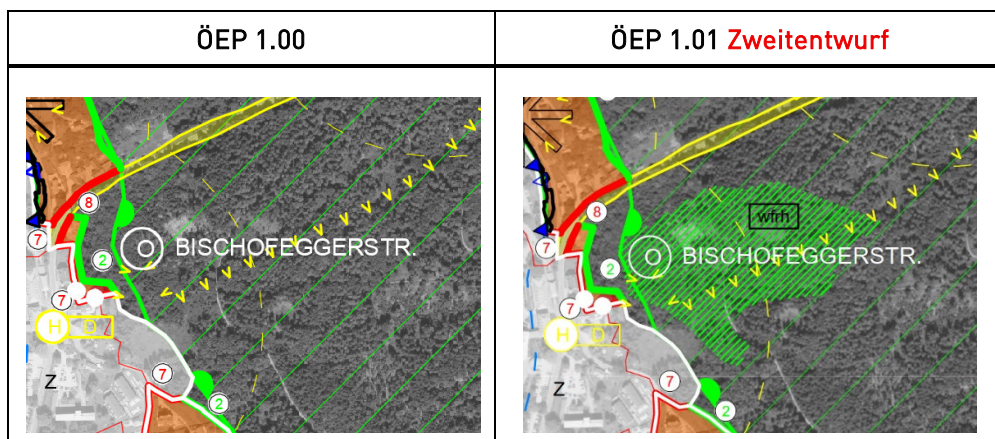 ÖEP 1.00
ÖEP 1.01 Zweitentwurf
8
7
2
O BISCHOFEGGERSTR.
7
H D
Z
7
2
8
wfrh
7
2
O BISCHOFEGGERSTR.
7
H D
Z
7
2